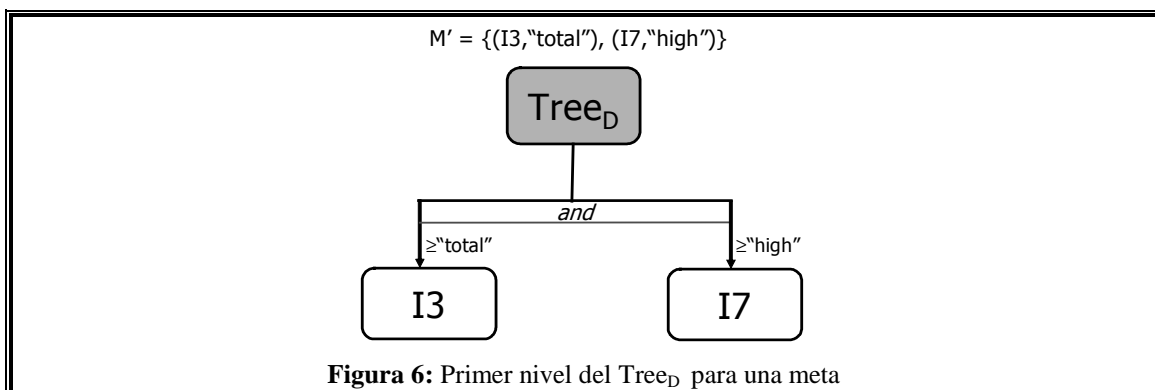 M' = {(I3,“total”), (I7,“high”)}
Tree_D
and
≥“total” ≥“high”
I3 I7
Figura 6: Primer nivel del Tree_D para una meta